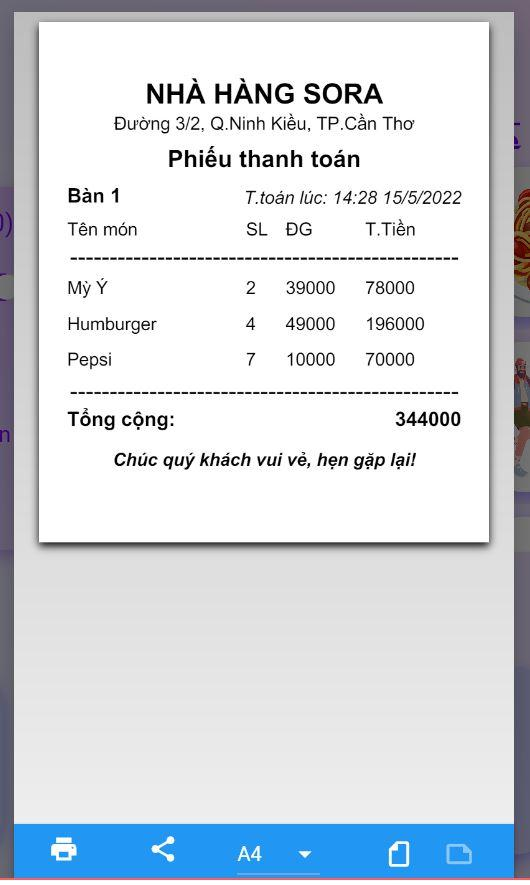 NHÀ HÀNG SORA
Đường 3/2, Q.Ninh Kiều, TP.Cần Thơ
Phiếu thanh toán
Bàn 1 T.toán lúc: 14:28 15/5/2022
Tên món SL ĐG T.Tiền
Mỳ Ý 2 39000 78000
Humburger 4 49000 196000
Pepsi 7 10000 70000
Tổng cộng: 344000
Chúc quý khách vui vẻ, hẹn gặp lại!
A4